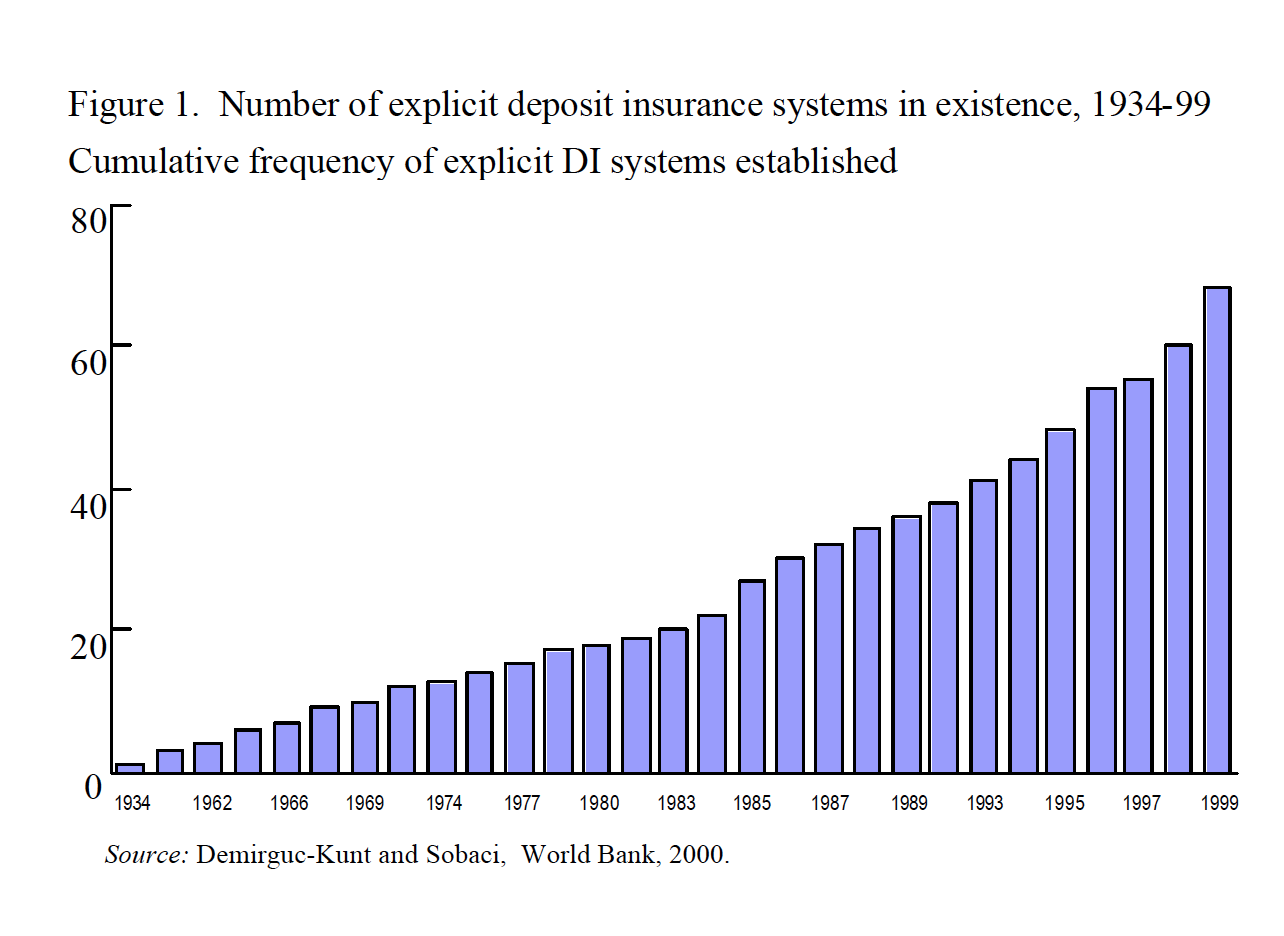 Figure 1.  Number of explicit deposit insurance systems in existence, 1934-99
Cumulative frequency of explicit DI systems established
80
60
40
20
0
1934 1962 1966 1969 1974 1977 1980 1983 1985 1987 1989 1993 1995 1997 1999
Source: Demirguc-Kunt and Sobaci,  World Bank, 2000.